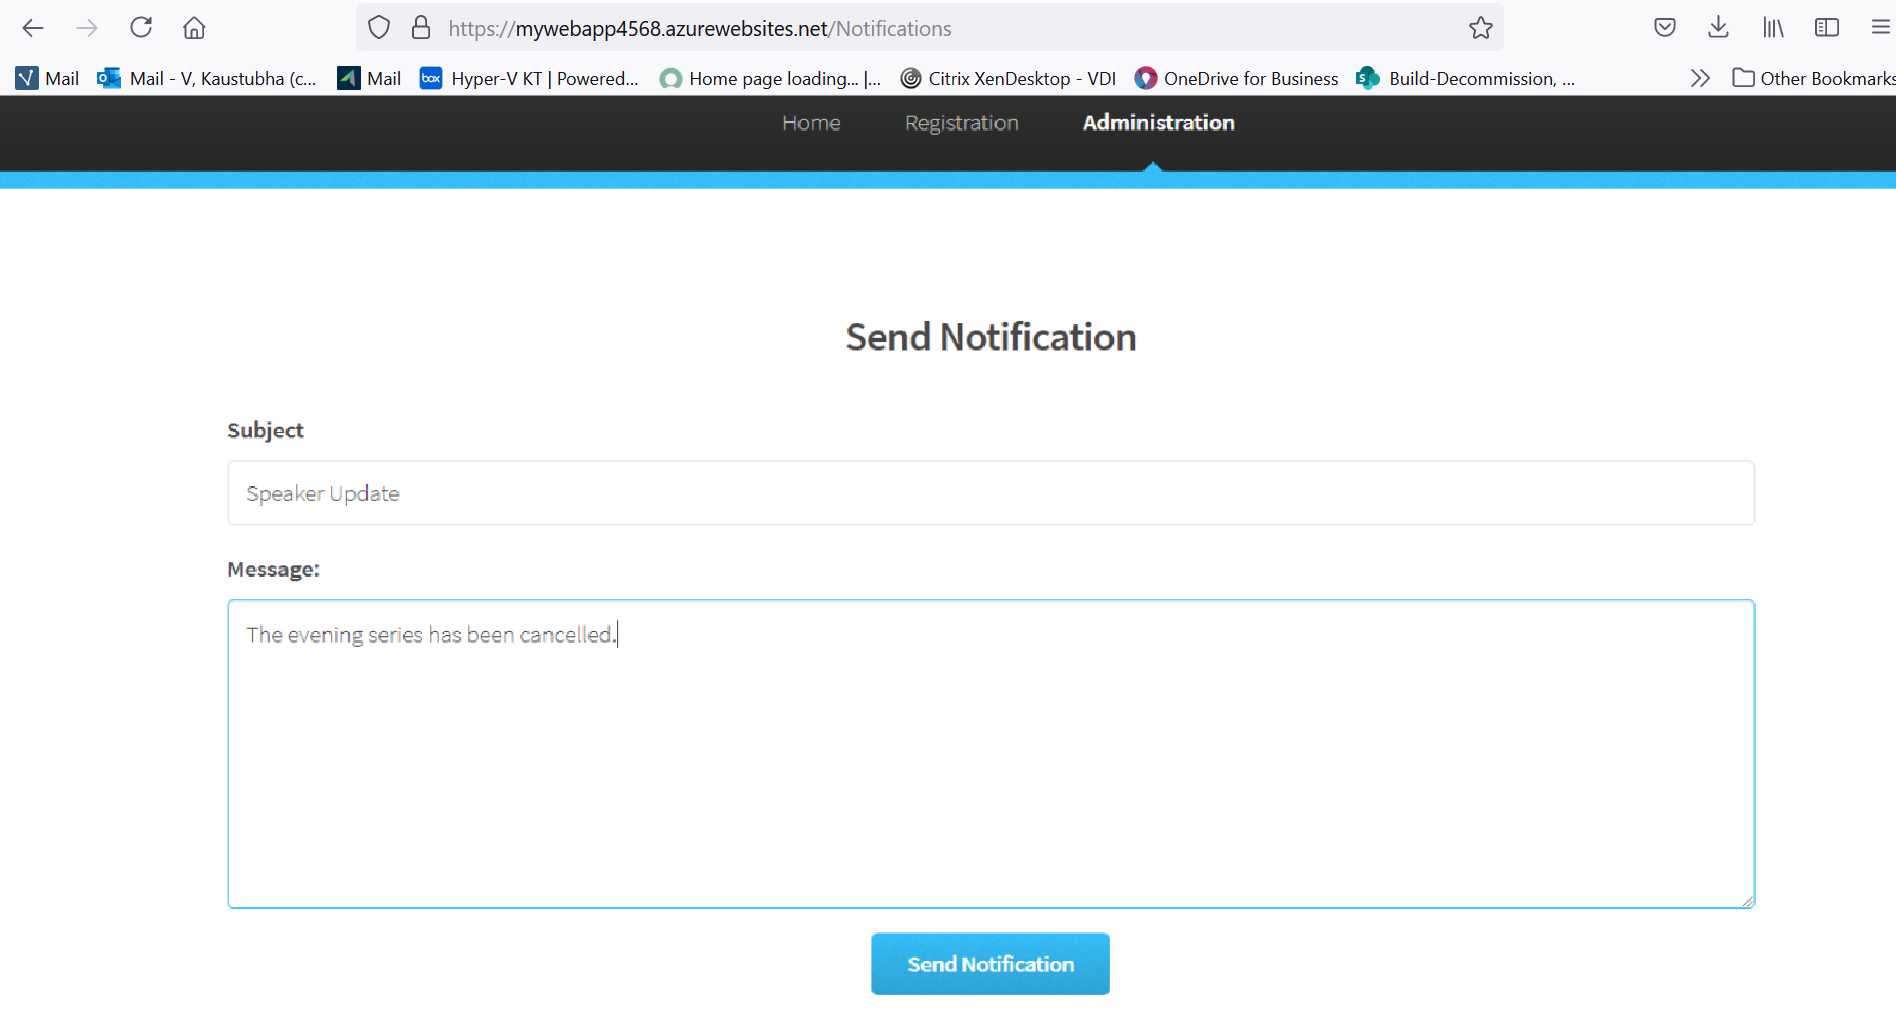 https://mywebapp4568.azurewebsites.net/Notifications
Mail Mail - V, Kaustubha (c... Mail box Hyper-V KT | Powered... Home page loading... |... Citrix XenDesktop - VDI OneDrive for Business S Build-Decommission, ... Other Bookmarks
Home Registration Administration
Send Notification
Subject
Speaker Update
Message:
The evening series has been cancelled.
Send Notification